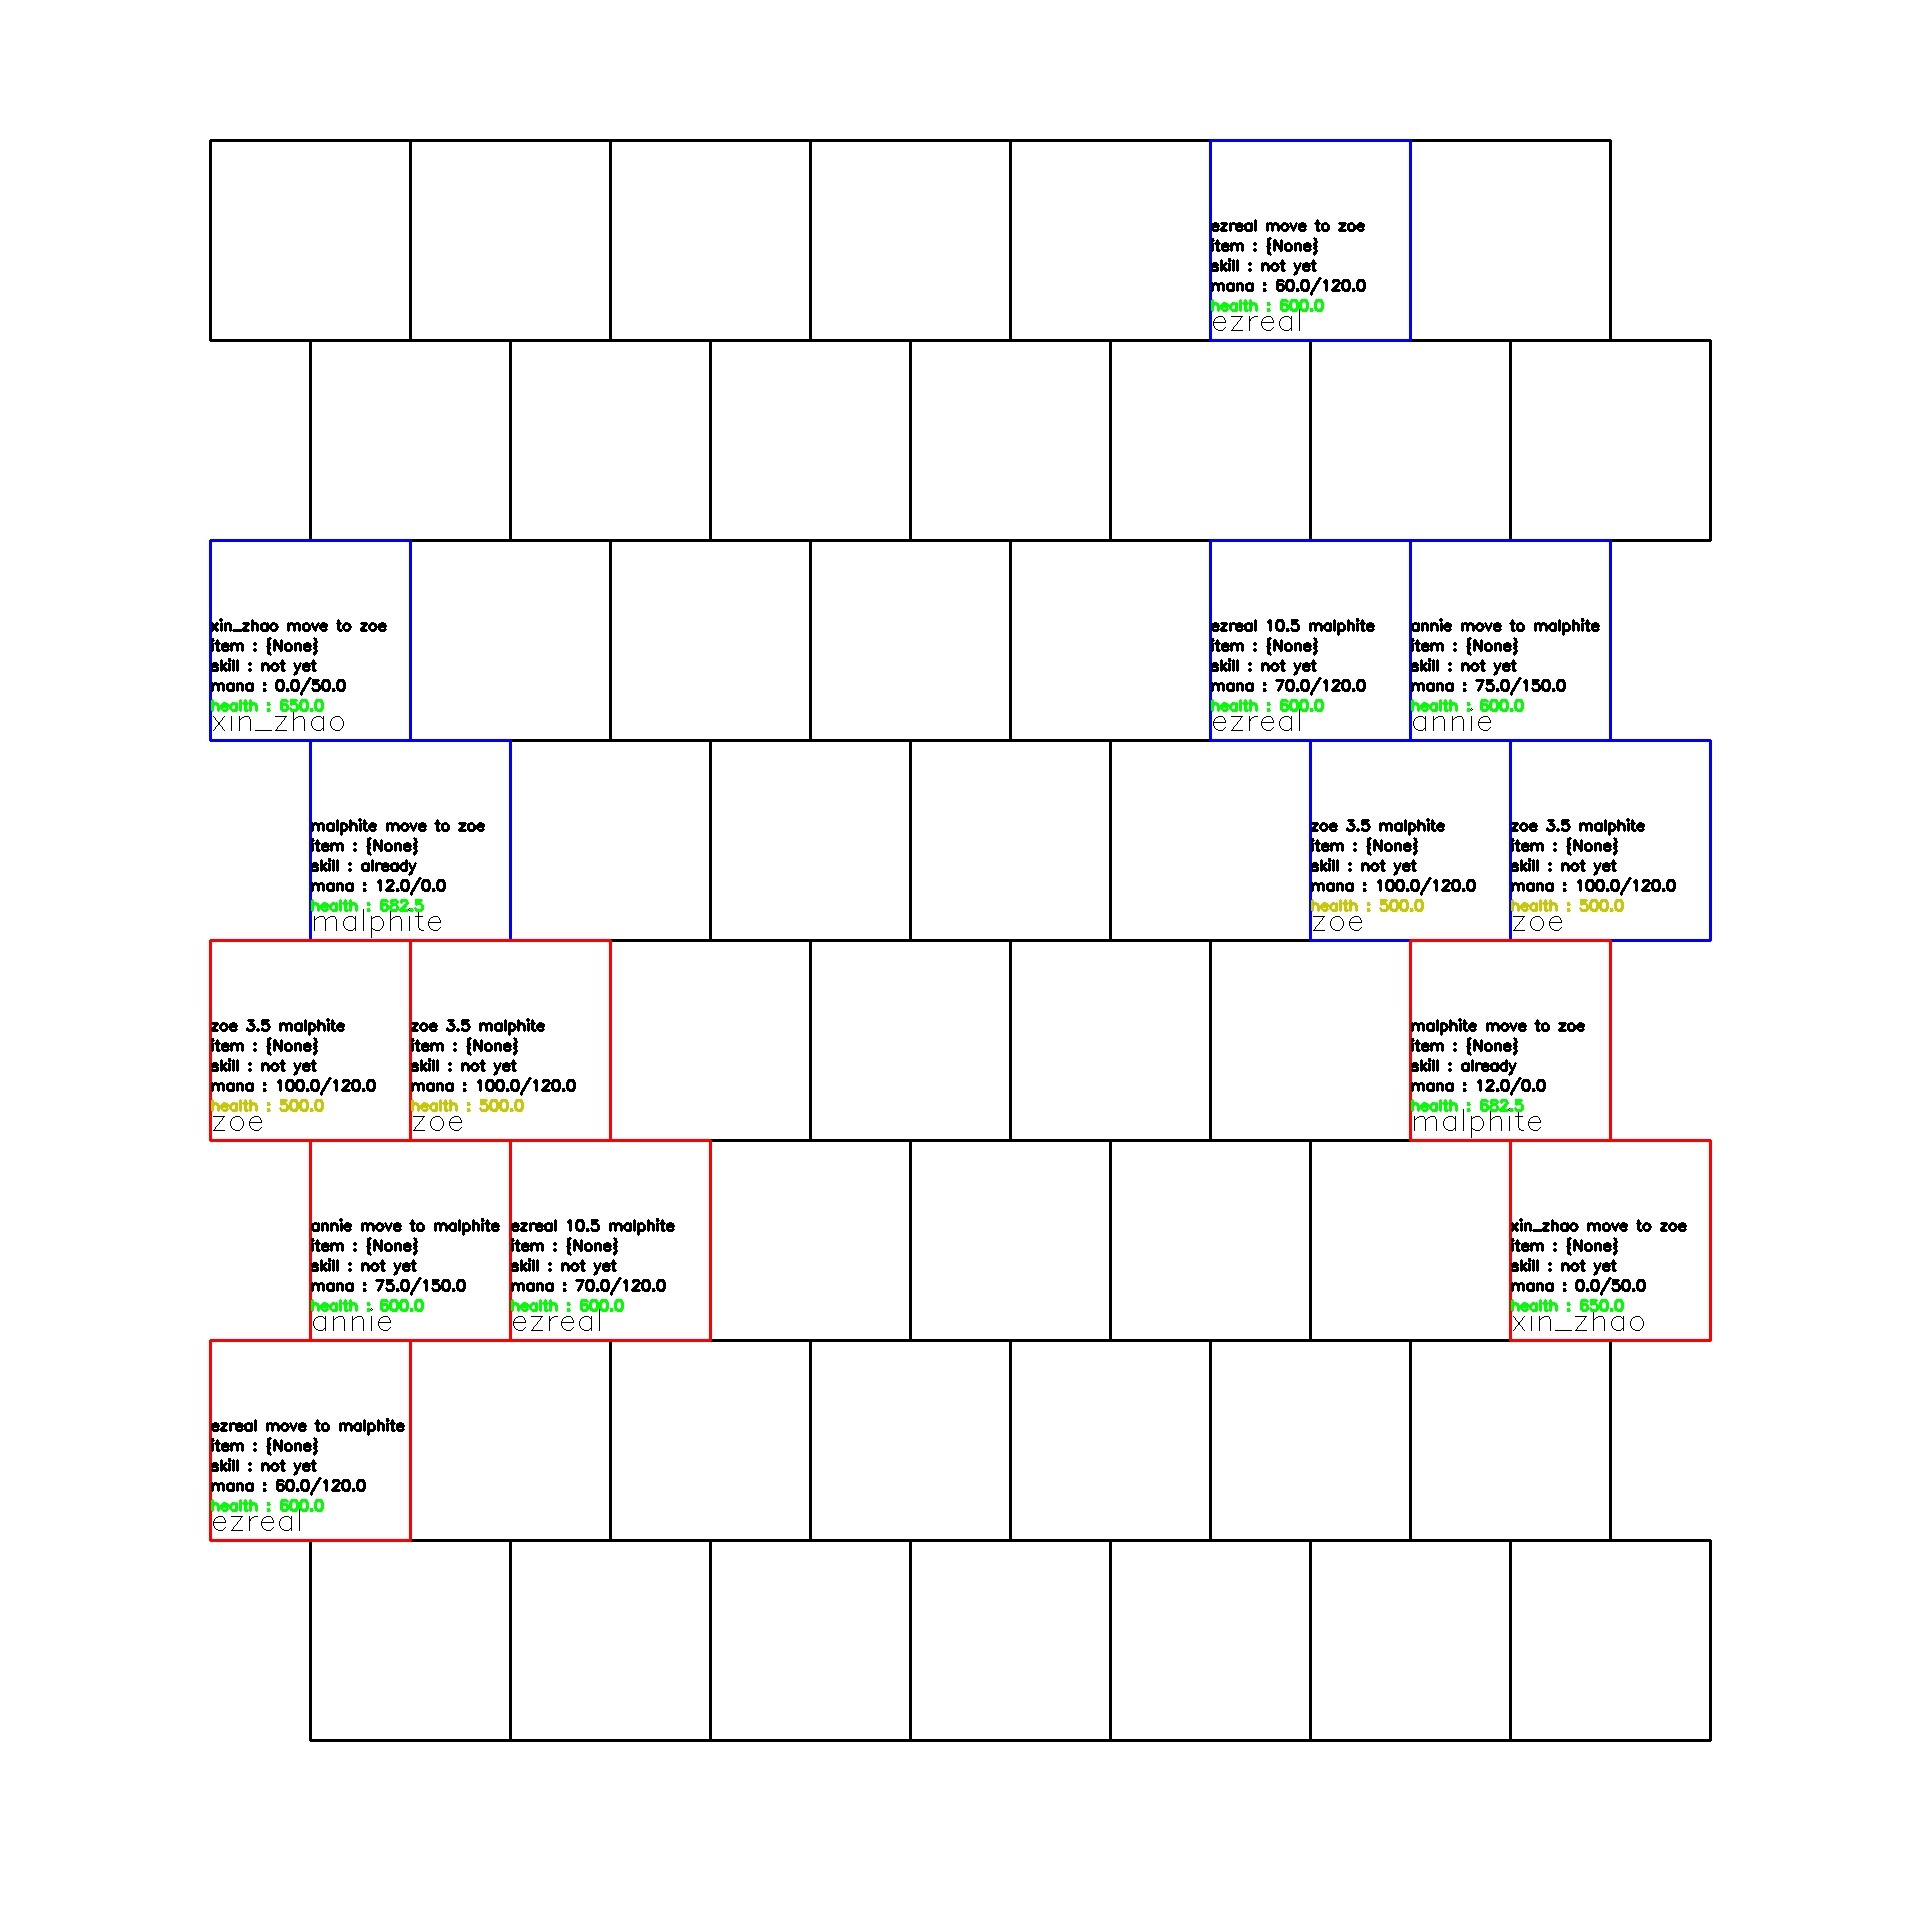 ezreal move to zoe
item : {None}
skill : not yet
mana : 60.0/120.0
health : 600.0
ezreal
xin_zhao move to zoe
item : {None}
skill : not yet
mana : 0.0/50.0
health : 650.0
xin_zhao
ezreal 10.5 malphite
item : {None}
skill : not yet
mana : 70.0/120.0
health : 600.0
ezreal
annie move to malphite
item : {None}
skill : not yet
mana : 75.0/150.0
health : 600.0
annie
malphite move to zoe
item : {None}
skill : already
mana : 12.0/0.0
health : 682.5
malphite
zoe 3.5 malphite
item : {None}
skill : not yet
mana : 100.0/120.0
health : 500.0
zoe
zoe 3.5 malphite
item : {None}
skill : not yet
mana : 100.0/120.0
health : 500.0
zoe
zoe 3.5 malphite
item : {None}
skill : not yet
mana : 100.0/120.0
health : 500.0
zoe
zoe 3.5 malphite
item : {None}
skill : not yet
mana : 100.0/120.0
health : 500.0
zoe
malphite move to zoe
item : {None}
skill : already
mana : 12.0/0.0
health : 682.5
malphite
annie move to malphite
item : {None}
skill : not yet
mana : 75.0/150.0
health : 600.0
annie
ezreal 10.5 malphite
item : {None}
skill : not yet
mana : 70.0/120.0
health : 600.0
ezreal
xin_zhao move to zoe
item : {None}
skill : not yet
mana : 0.0/50.0
health : 650.0
xin_zhao
ezreal move to malphite
item : {None}
skill : not yet
mana : 60.0/120.0
health : 600.0
ezreal